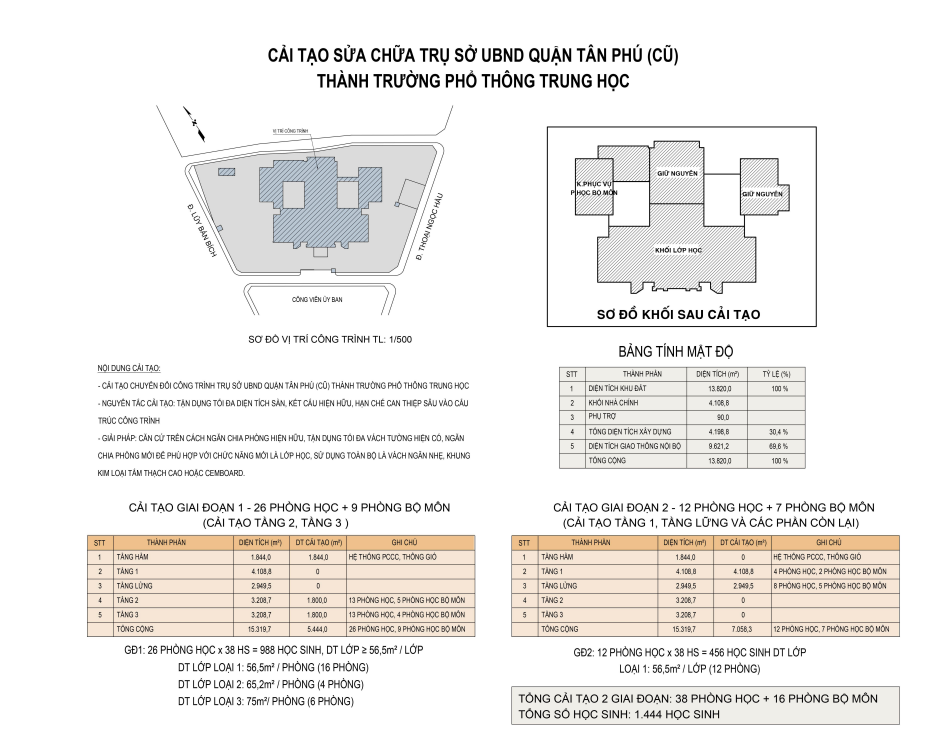 CẢI TẠO SỬA CHỮA TRỤ SỞ UBND QUẬN TÂN PHÚ (CŨ)
THÀNH TRƯỜNG PHỔ THÔNG TRUNG HỌC
VỊ TRÍ CÔNG TRÌNH
Đ. LŨY BÁN BÍCH
Đ. THOẠI NGỌC HẦU
CÔNG VIÊN ỦY BAN
SƠ ĐỒ VỊ TRÍ CÔNG TRÌNH TL: 1/500
GIỮ NGUYÊN
K.PHỤC VỤ
P.HỌC BỘ MÔN
GIỮ NGUYÊN
KHỐI LỚP HỌC
SƠ ĐỒ KHỐI SAU CẢI TẠO
NỘI DUNG CẢI TẠO:
- CẢI TẠO CHUYỂN ĐỔI CÔNG TRÌNH TRỤ SỞ UBND QUẬN TÂN PHÚ (CŨ) THÀNH TRƯỜNG PHỔ THÔNG TRUNG HỌC
- NGUYÊN TẮC CẢI TẠO: TẬN DỤNG TỐI ĐA DIỆN TÍCH SÀN, KẾT CẤU HIỆN HỮU, HẠN CHẾ CAN THIỆP SÂU VÀO CẤU
TRÚC CÔNG TRÌNH
- GIẢI PHÁP: CĂN CỨ TRÊN CÁCH NGĂN CHIA PHÒNG HIỆN HỮU, TẬN DỤNG TỐI ĐA VÁCH TƯỜNG HIỆN CÓ, NGĂN
CHIA PHÒNG MỚI ĐỂ PHÙ HỢP VỚI CHỨC NĂNG MỚI LÀ LỚP HỌC, SỬ DỤNG TOÀN BỘ LÀ VÁCH NGĂN NHẸ, KHUNG
KIM LOẠI TẤM THẠCH CAO HOẶC CEMBOARD.
BẢNG TÍNH MẬT ĐỘ
STT THÀNH PHẦN DIỆN TÍCH (m²) TỶ LỆ (%)
1 DIỆN TÍCH KHU ĐẤT 13.820,0 100 %
2 KHỐI NHÀ CHÍNH 4.108,8
3 PHỤ TRỢ 90,0
4 TỔNG DIỆN TÍCH XÂY DỰNG 4.198,8 30,4 %
5 DIỆN TÍCH GIAO THÔNG NỘI BỘ 9.621,2 69,6 %
TỔNG CỘNG 13.820,0 100 %
CẢI TẠO GIAI ĐOẠN 1 - 26 PHÒNG HỌC + 9 PHÒNG BỘ MÔN
(CẢI TẠO TẦNG 2, TẦNG 3 )
STT THÀNH PHẦN DIỆN TÍCH (m²) DT CẢI TẠO (m²) GHI CHÚ
1 TẦNG HẦM 1.844,0 1.844,0 HỆ THỐNG PCCC, THÔNG GIÓ
2 TẦNG 1 4.108,8 0
3 TẦNG LỬNG 2.949,5 0
4 TẦNG 2 3.208,7 1.800,0 13 PHÒNG HỌC, 5 PHÒNG HỌC BỘ MÔN
5 TẦNG 3 3.208,7 1.800,0 13 PHÒNG HỌC, 4 PHÒNG HỌC BỘ MÔN
TỔNG CỘNG 15.319,7 5.444,0 26 PHÒNG HỌC, 9 PHÒNG HỌC BỘ MÔN
GĐ1: 26 PHÒNG HỌC x 38 HS = 988 HỌC SINH, DT LỚP ≥ 56,5m² / LỚP
DT LỚP LOẠI 1: 56,5m² / PHÒNG (16 PHÒNG)
DT LỚP LOẠI 2: 65,2m² / PHÒNG (4 PHÒNG)
DT LỚP LOẠI 3: 75m²/ PHÒNG (6 PHÒNG)
CẢI TẠO GIAI ĐOẠN 2 - 12 PHÒNG HỌC + 7 PHÒNG BỘ MÔN
(CẢI TẠO TẦNG 1, TẦNG LỮNG VÀ CÁC PHẦN CÒN LẠI)
STT THÀNH PHẦN DIỆN TÍCH (m²) DT CẢI TẠO (m²) GHI CHÚ
1 TẦNG HẦM 1.844,0 0 HỆ THỐNG PCCC, THÔNG GIÓ
2 TẦNG 1 4.108,8 4.108,8 4 PHÒNG HỌC, 2 PHÒNG HỌC BỘ MÔN
3 TẦNG LỬNG 2.949,5 2.949,5 8 PHÒNG HỌC, 5 PHÒNG HỌC BỘ MÔN
4 TẦNG 2 3.208,7 0
5 TẦNG 3 3.208,7 0
TỔNG CỘNG 15.319,7 7.058,3 12 PHÒNG HỌC, 7 PHÒNG HỌC BỘ MÔN
GĐ2: 12 PHÒNG HỌC x 38 HS = 456 HỌC SINH DT LỚP
LOẠI 1: 56,5m² / LỚP (12 PHÒNG)
TỔNG CẢI TẠO 2 GIAI ĐOẠN: 38 PHÒNG HỌC + 16 PHÒNG BỘ MÔN
TỔNG SỐ HỌC SINH: 1.444 HỌC SINH